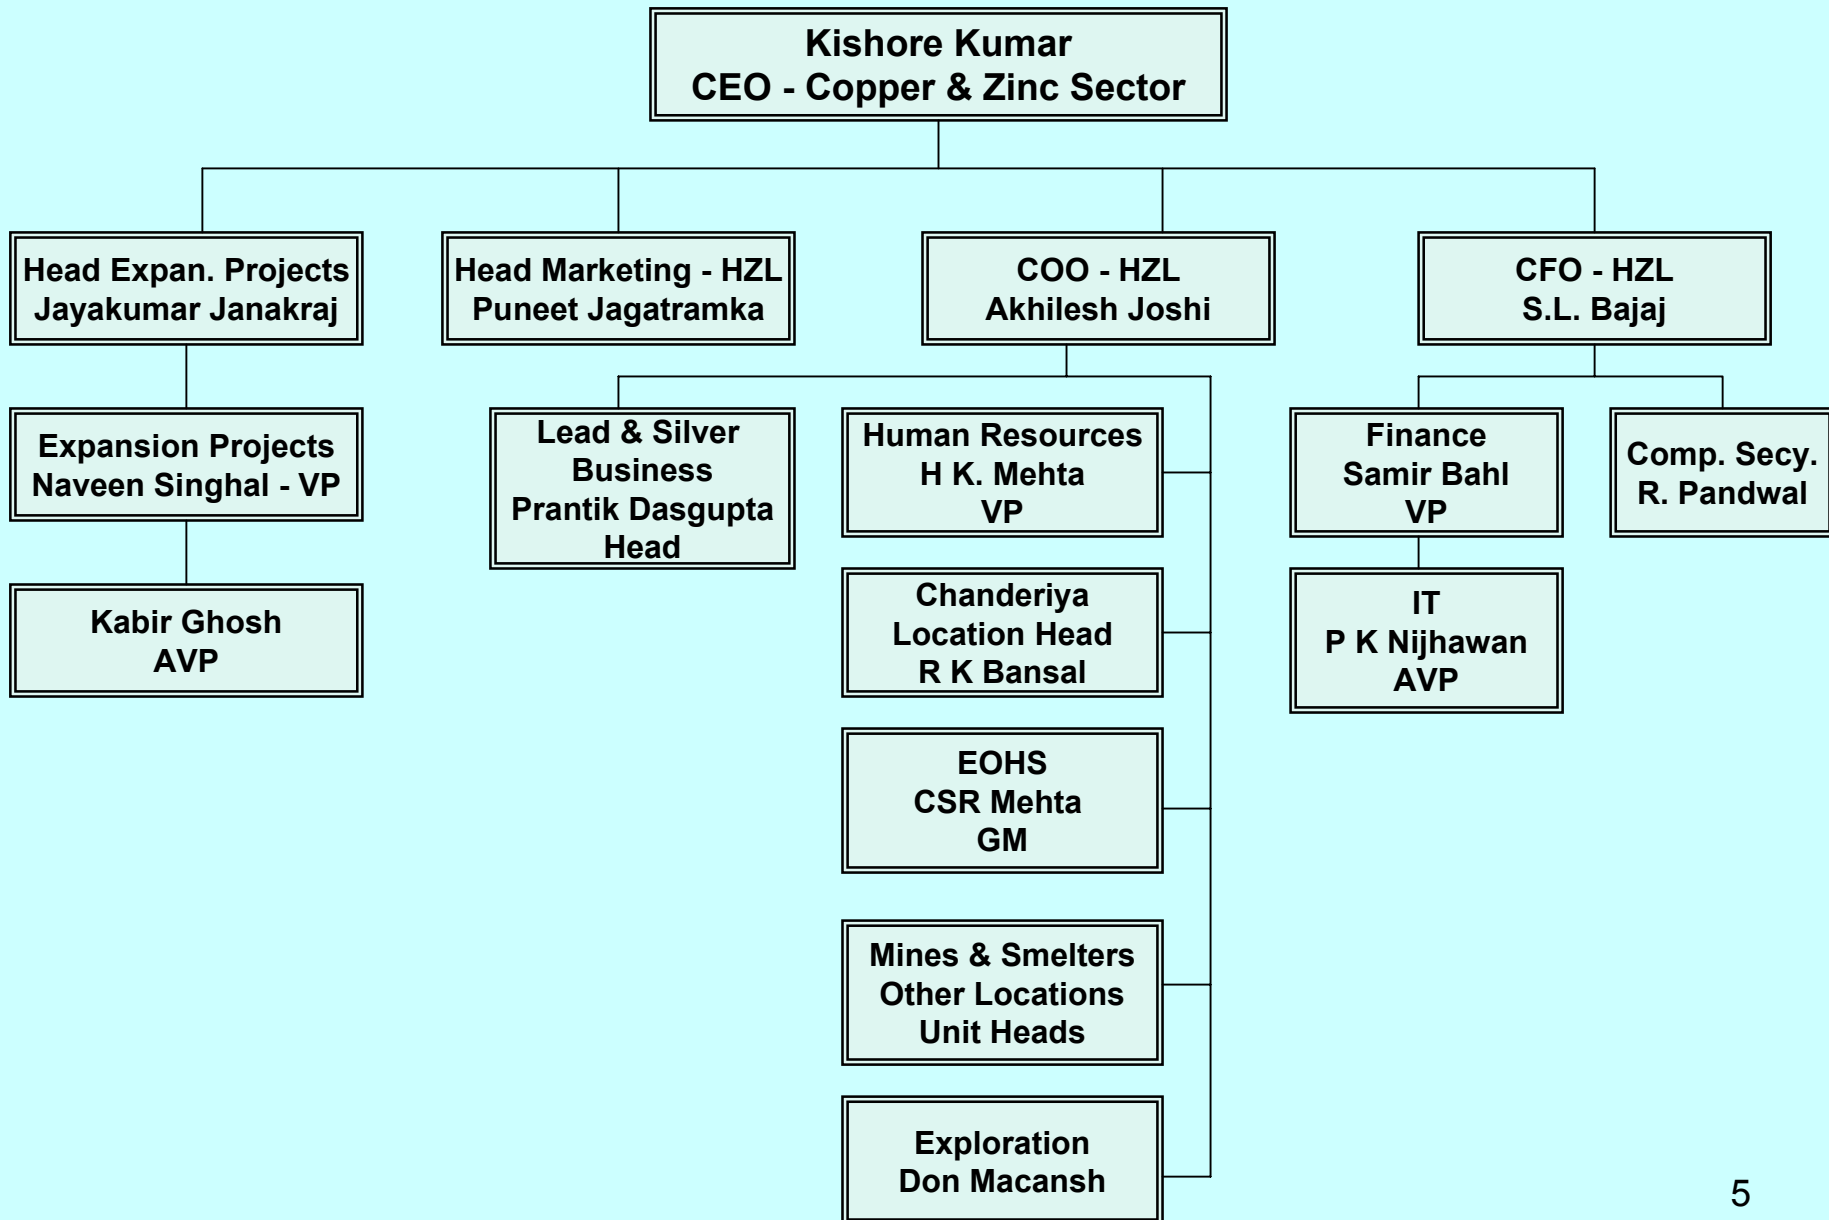 Kishore Kumar
CEO - Copper & Zinc Sector
Head Expan. Projects
Jayakumar Janakraj
Head Marketing - HZL
Puneet Jagatramka
COO - HZL
Akhilesh Joshi
CFO - HZL
S.L. Bajaj
Expansion Projects
Naveen Singhal - VP
Lead & Silver
Business
Prantik Dasgupta
Head
Human Resources
H K. Mehta
VP
Finance
Samir Bahl
VP
Comp. Secy.
R. Pandwal
Kabir Ghosh
AVP
Chanderiya
Location Head
R K Bansal
IT
P K Nijhawan
AVP
EOHS
CSR Mehta
GM
Mines & Smelters
Other Locations
Unit Heads
Exploration
Don Macansh
5